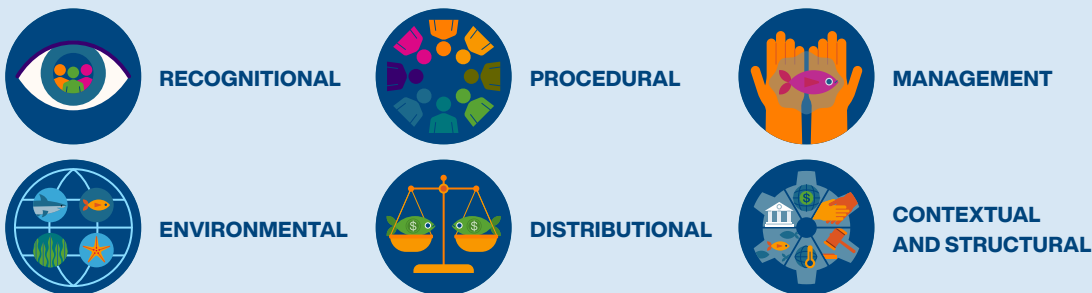 RECOGNITIONAL
PROCEDURAL
MANAGEMENT
ENVIRONMENTAL
$ $
DISTRIBUTIONAL
$
CONTEXTUAL
AND STRUCTURAL